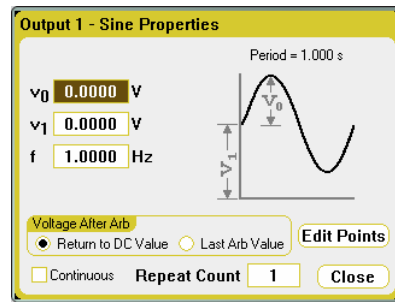 Output 1 - Sine Properties
Period = 1.000 s
V0 0.0000 V
V1 0.0000 V
f 1.0000 Hz
V0
V1
Voltage After Arb
Return to DC Value
Last Arb Value
Edit Points
Continuous
Repeat Count 1
Close